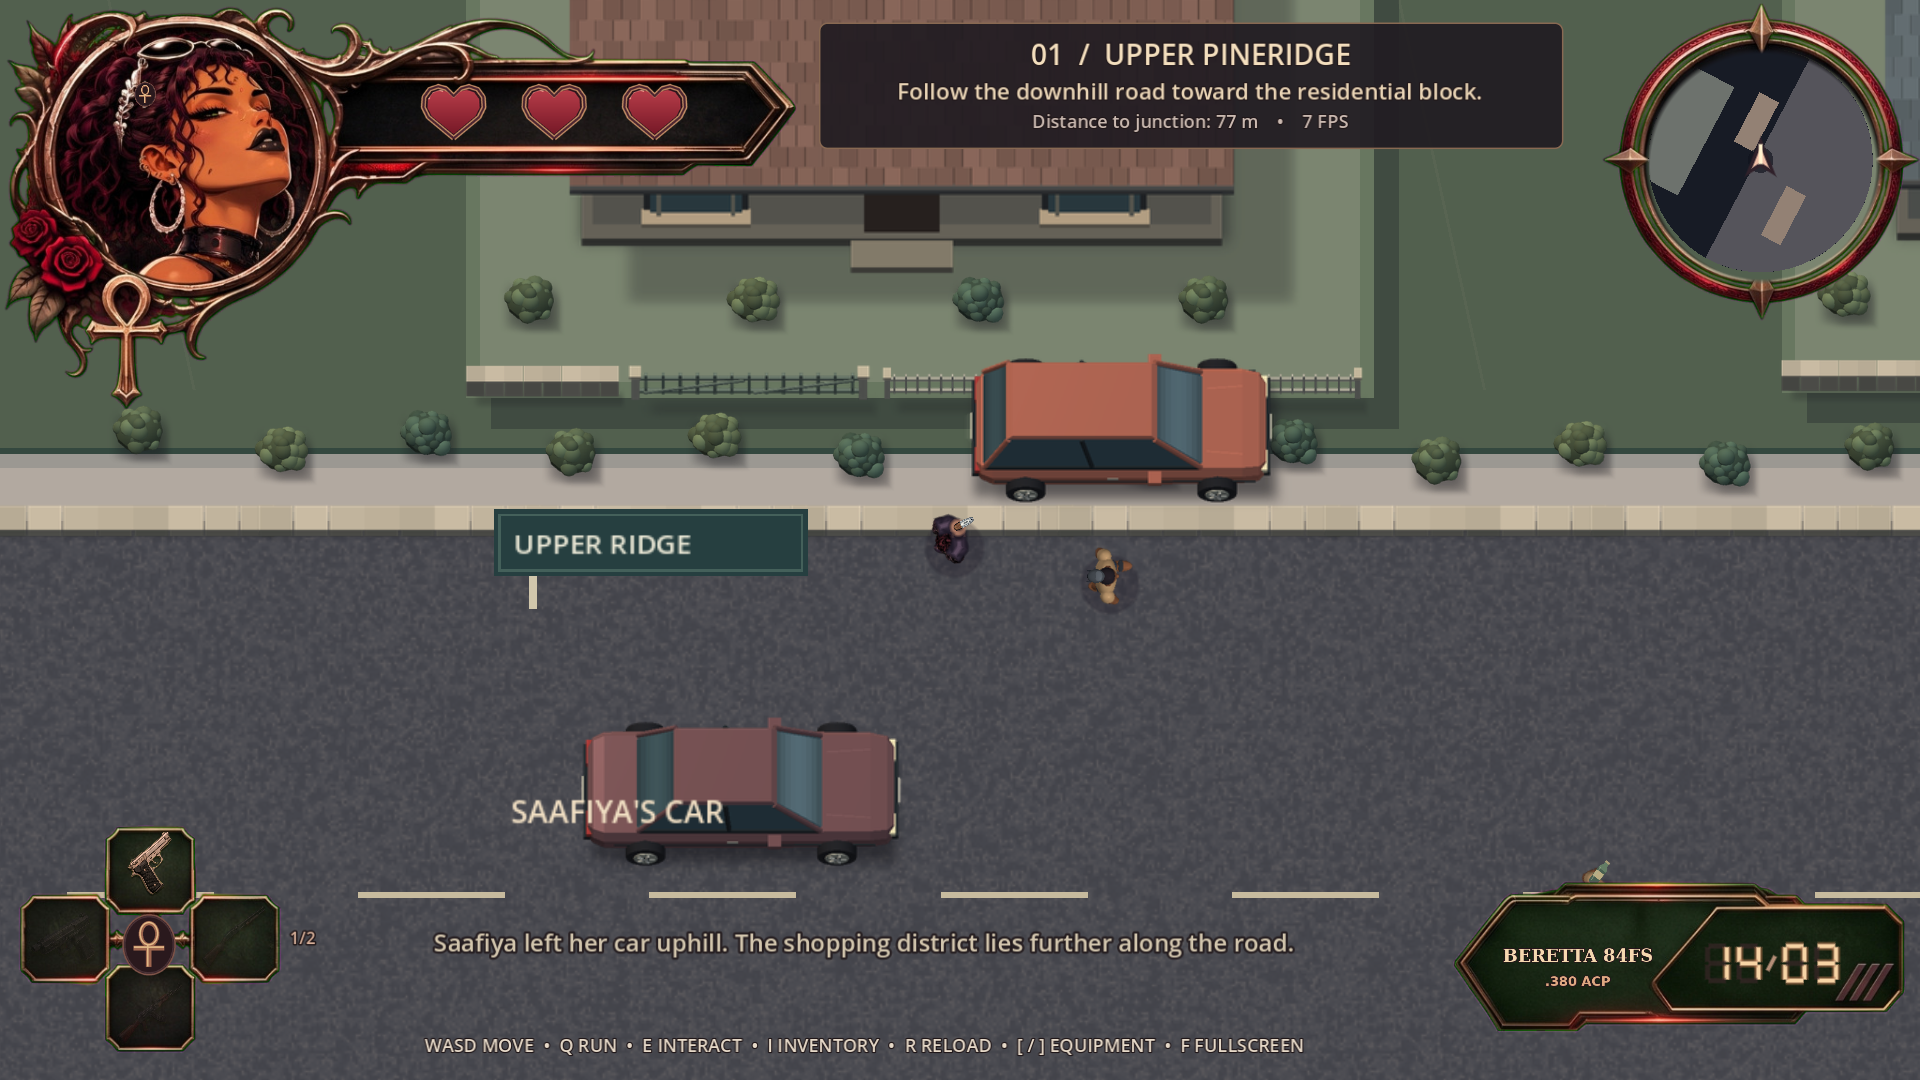 01 / UPPER PINERIDGE
Follow the downhill road toward the residential block.
Distance to junction: 77 m • 7 FPS
UPPER RIDGE
SAAFIYA'S CAR
1/2
Saafiya left her car uphill. The shopping district lies further along the road.
BERETTA 84FS
.380 ACP
14/03
WASD MOVE • Q RUN • E INTERACT • I INVENTORY • R RELOAD • [ / ] EQUIPMENT • F FULLSCREEN